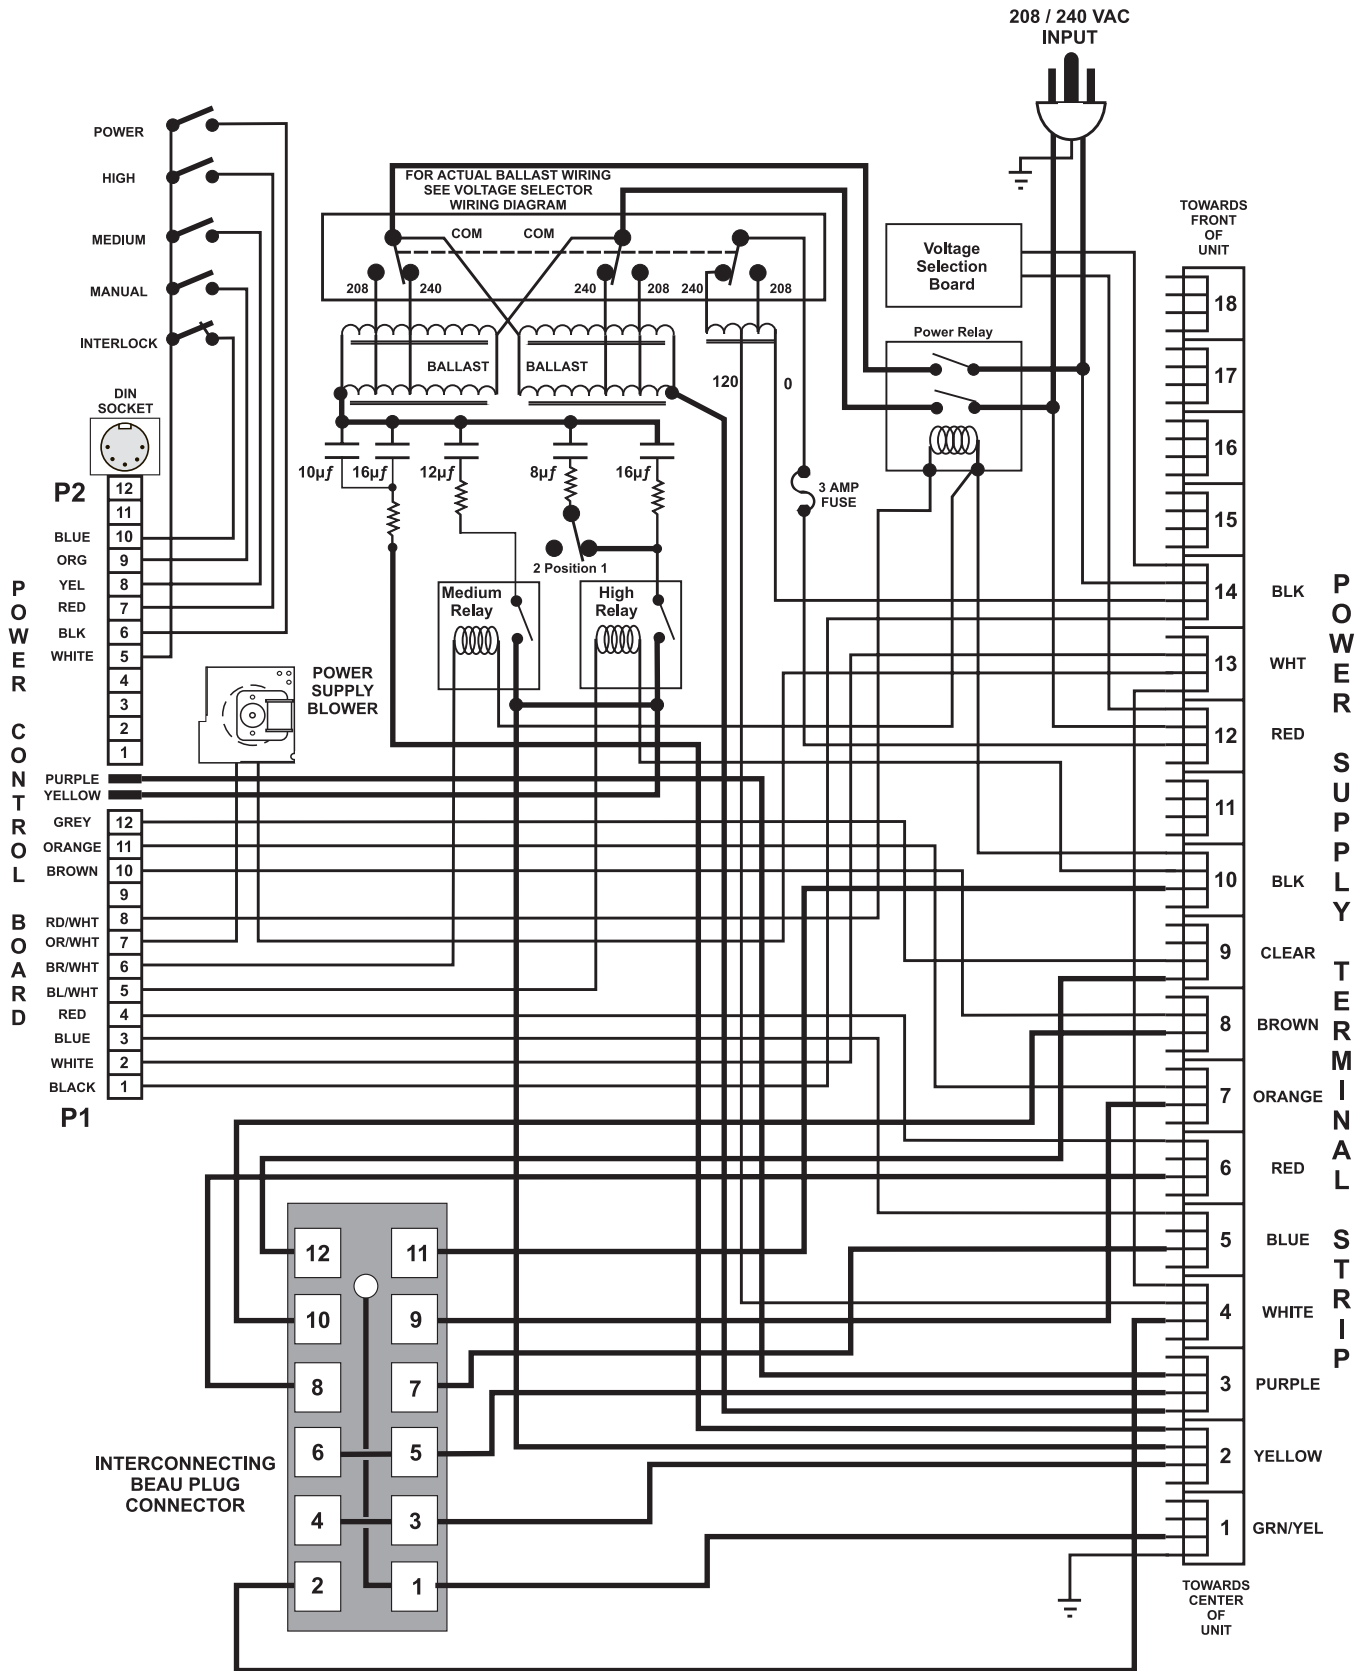 208 / 240 VAC
INPUT
POWER
HIGH
MEDIUM
MANUAL
INTERLOCK
DIN
SOCKET
P2
12
11
BLUE 10
ORG 9
YEL 8
RED 7
BLK 6
WHITE 5
4
3
2
1
PURPLE
YELLOW
GREY 12
ORANGE 11
BROWN 10
9
RD/WHT 8
OR/WHT 7
BR/WHT 6
BL/WHT 5
RED 4
BLUE 3
WHITE 2
BLACK 1
P1
POWER CONTROL BOARD
POWER
SUPPLY
BLOWER
FOR ACTUAL BALLAST WIRING
SEE VOLTAGE SELECTOR
WIRING DIAGRAM
COM COM
208 240 240 208 240 208
BALLAST BALLAST
120 0
10µf 16µf 12µf 8µf 16µf
3 AMP
FUSE
2 Position 1
Medium
Relay
High
Relay
Voltage
Selection
Board
Power Relay
TOWARDS
FRONT
OF
UNIT
18
17
16
15
14 BLK
13 WHT
12 RED
11
10 BLK
9 CLEAR
8 BROWN
7 ORANGE
6 RED
5 BLUE
4 WHITE
3 PURPLE
2 YELLOW
1 GRN/YEL
TOWARDS
CENTER
OF
UNIT
POWER SUPPLY TERMINAL STRIP
12 11
10 9
8 7
6 5
4 3
2 1
INTERCONNECTING
BEAU PLUG
CONNECTOR